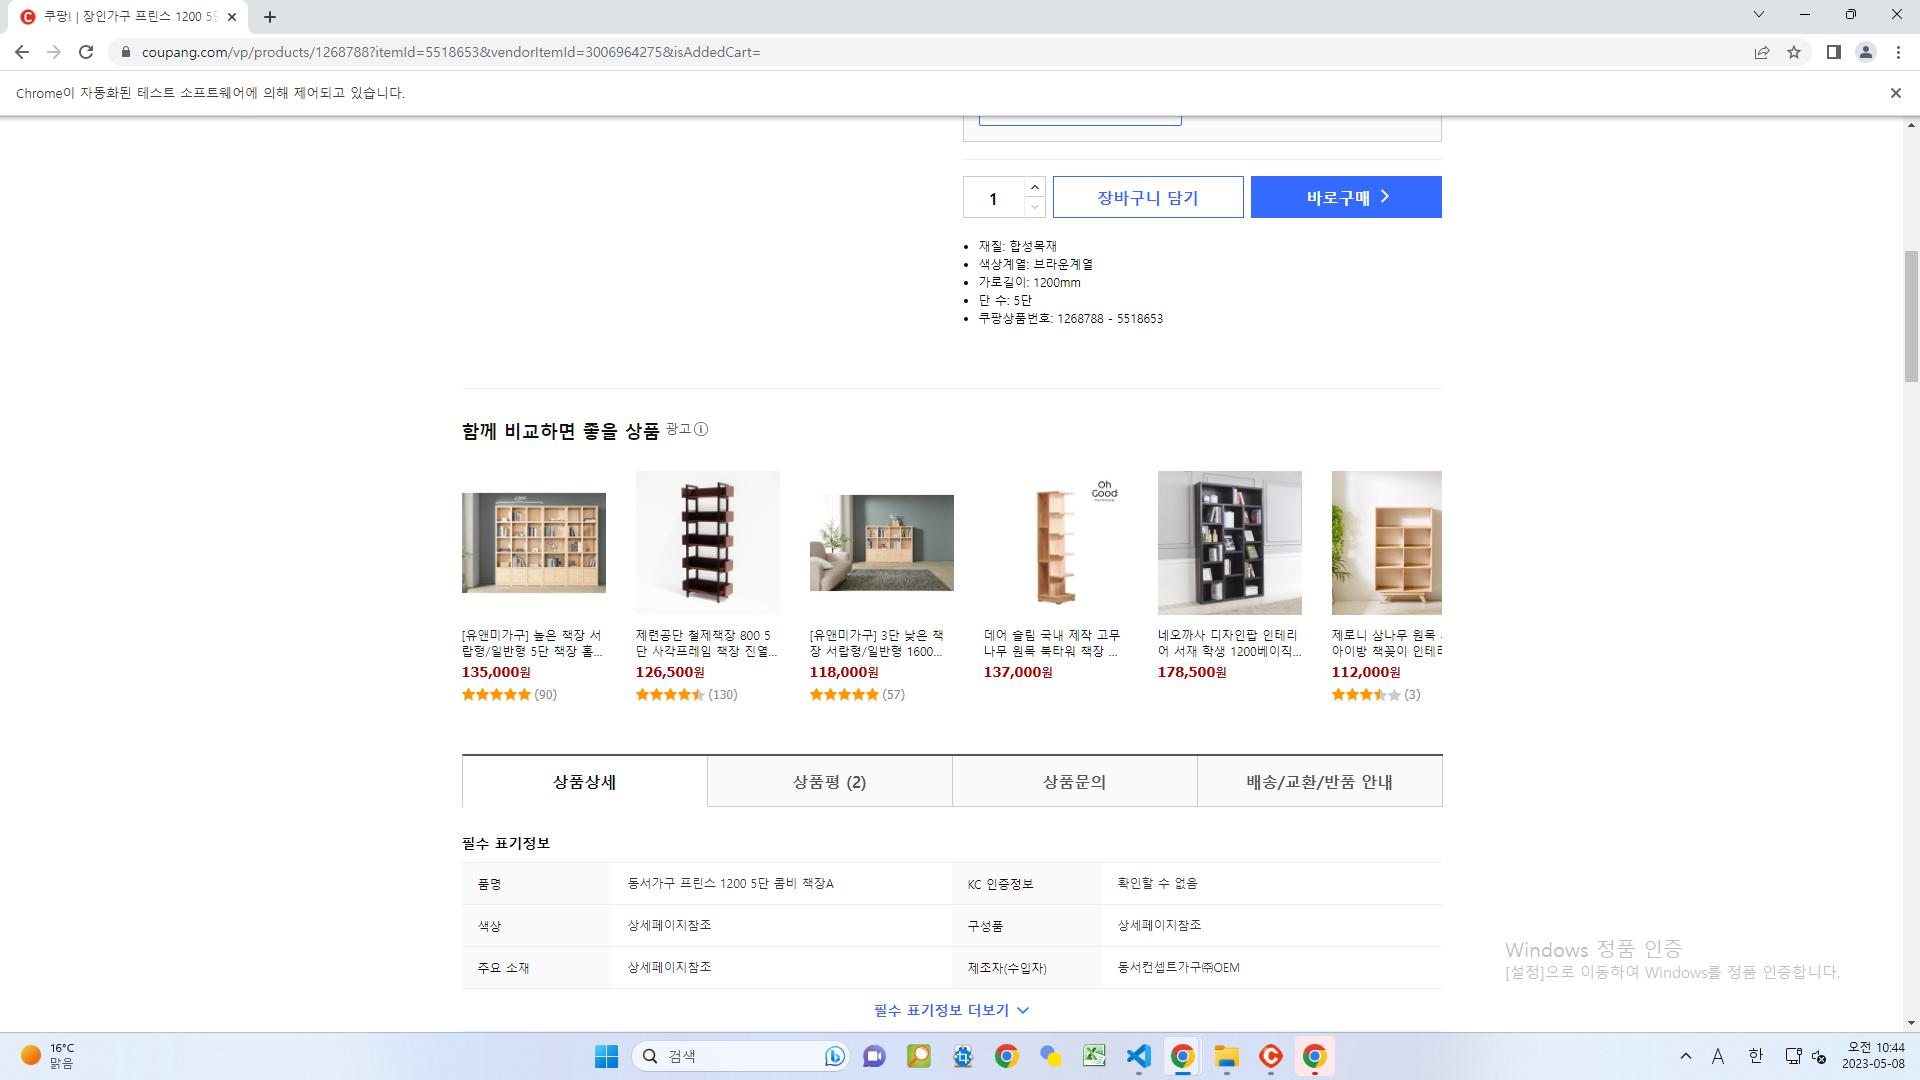 쿠팡! | 장인가구 프린스 1200 5단
coupang.com/vp/products/1268788?itemId=5518653&vendorItemId=3006964275&isAddedCart=
Chrome이 자동화된 테스트 소프트웨어에 의해 제어되고 있습니다.
1
장바구니 담기
바로구매
재질: 합성목재
색상계열: 브라운계열
가로길이: 1200mm
단 수: 5단
쿠팡상품번호: 1268788 - 5518653
함께 비교하면 좋을 상품 광고
Oh
Good
[유앤미가구] 높은 책장 서
랍형/일반형 5단 책장 홈...
135,000원
(90)
제련공단 철제책장 800 5
단 사각프레임 책장 진열...
126,500원
(130)
[유앤미가구] 3단 낮은 책
장 서랍형/일반형 1600...
118,000원
(57)
데어 슬림 국내 제작 고무
나무 원목 북타워 책장 ...
137,000원
네오까사 디자인팝 인테리
어 서재 학생 1200베이직...
178,500원
제로니 삼나무 원목
아이방 책꽂이 인테리
112,000원
(3)
상품상세
상품평 (2)
상품문의
배송/교환/반품 안내
필수 표기정보
품명 동서가구 프린스 1200 5단 콤비 책장A KC 인증정보 확인할 수 없음
색상 상세페이지참조 구성품 상세페이지참조
주요 소재 상세페이지참조 제조자(수입자) 동서컨셉트가구㈜OEM
필수 표기정보 더보기
Windows 정품 인증
[설정]으로 이동하여 Windows를 정품 인증합니다.
16°C
맑음
검색
A
한
오전 10:44
2023-05-08